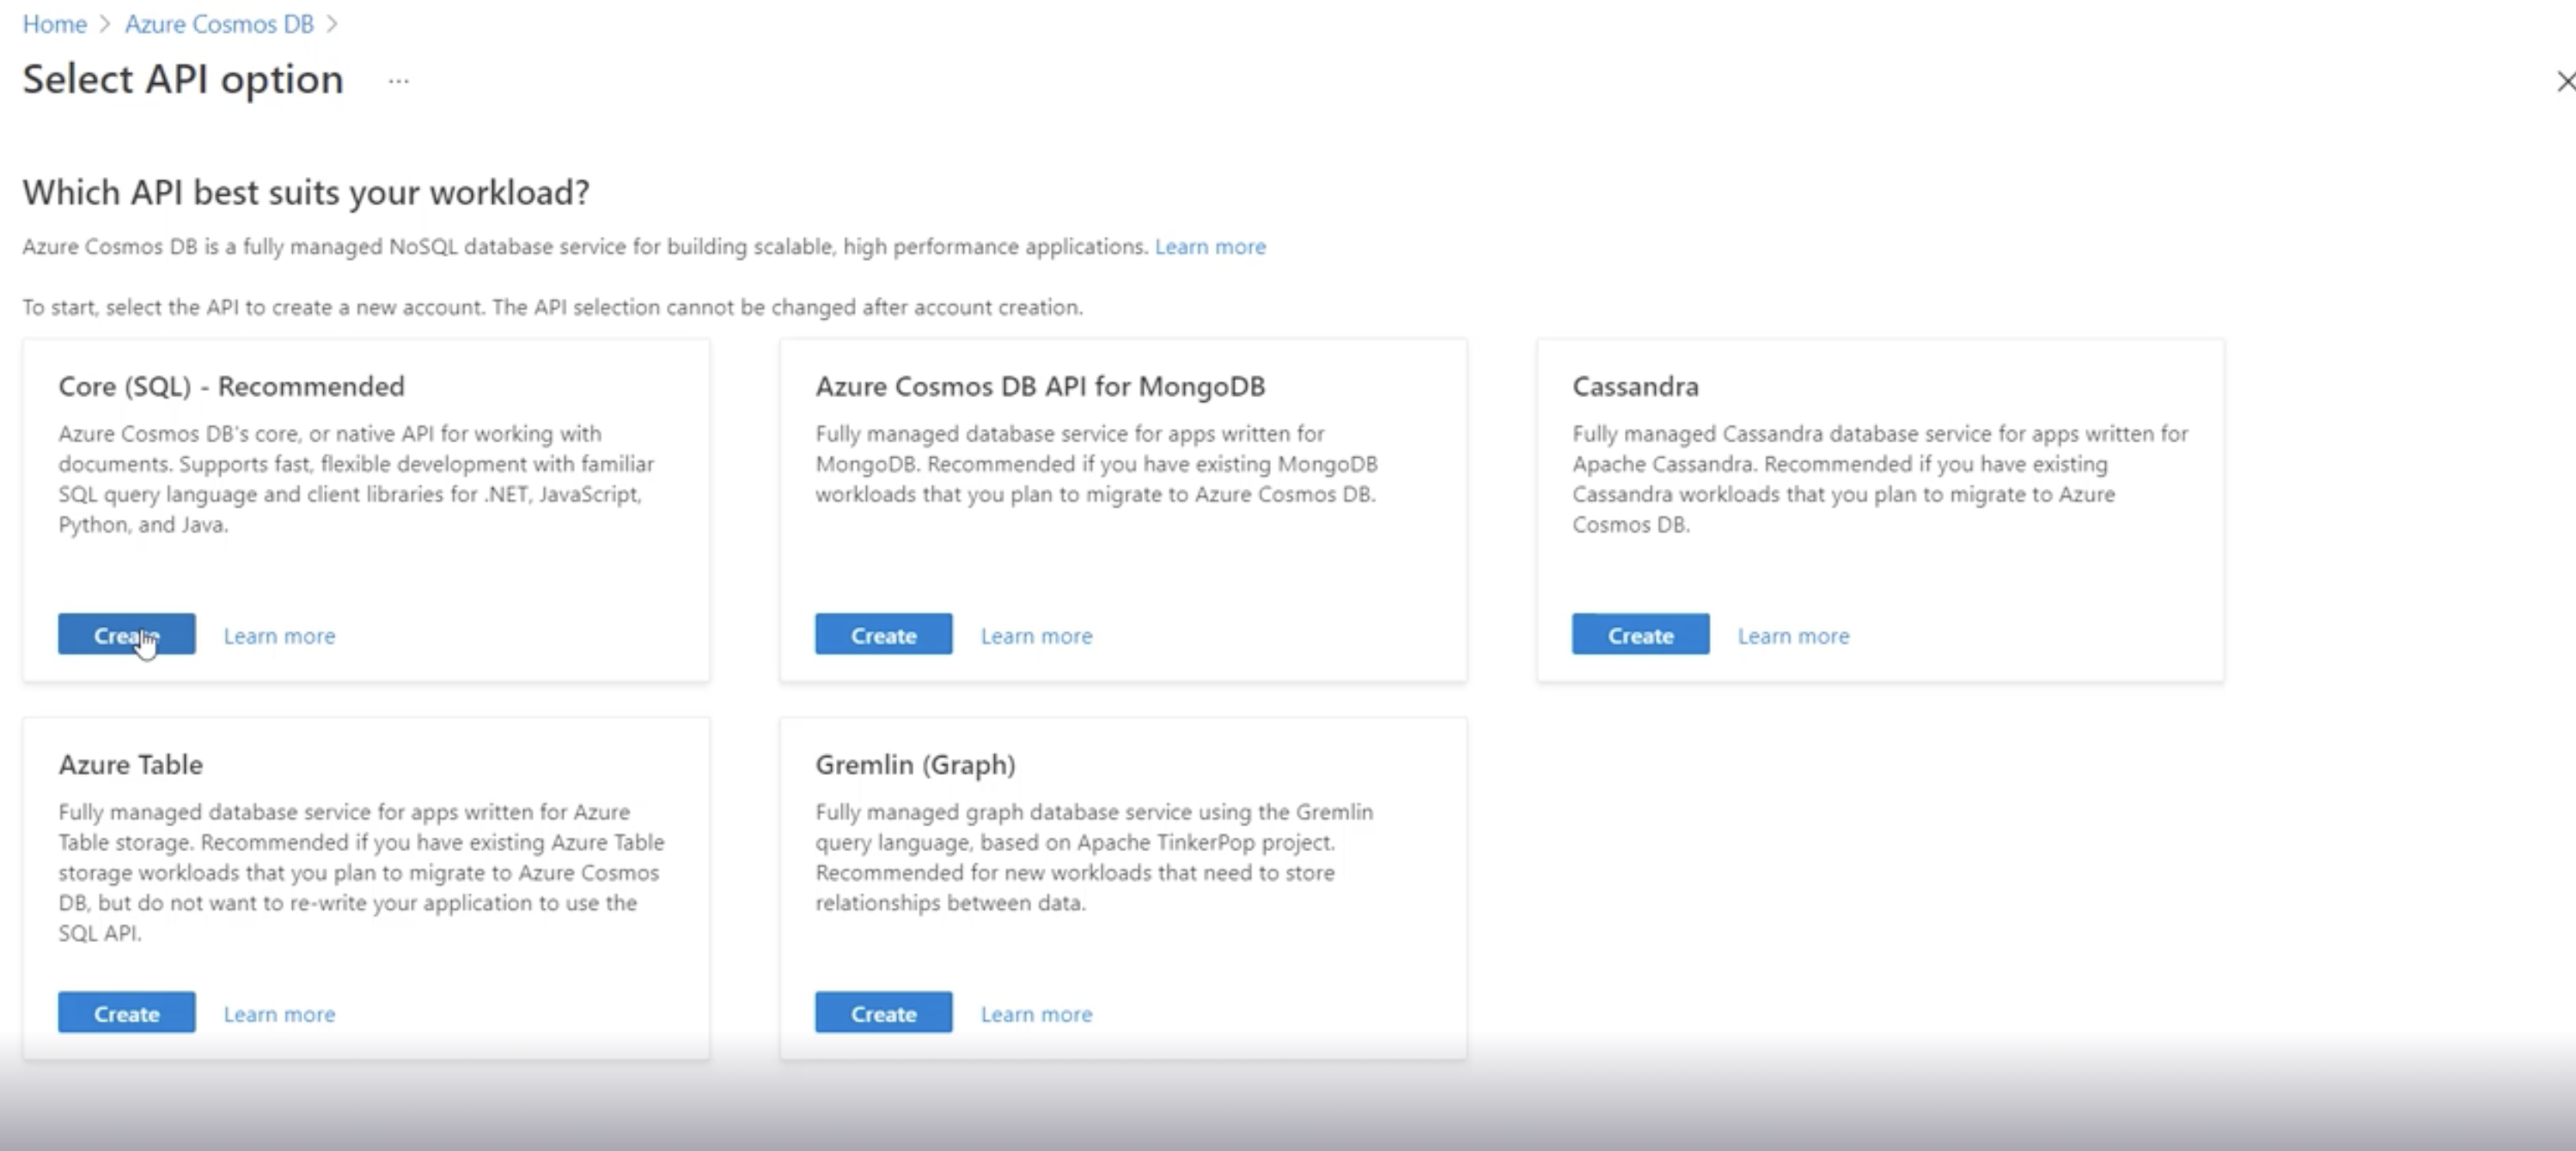 Home > Azure Cosmos DB >
Select API option ...
Which API best suits your workload?
Azure Cosmos DB is a fully managed NoSQL database service for building scalable, high performance applications. Learn more
To start, select the API to create a new account. The API selection cannot be changed after account creation.
Core (SQL) - Recommended
Azure Cosmos DB's core, or native API for working with
documents. Supports fast, flexible development with familiar
SQL query language and client libraries for .NET, JavaScript,
Python, and Java.
Create Learn more
Azure Cosmos DB API for MongoDB
Fully managed database service for apps written for
MongoDB. Recommended if you have existing MongoDB
workloads that you plan to migrate to Azure Cosmos DB.
Create Learn more
Cassandra
Fully managed Cassandra database service for apps written for
Apache Cassandra. Recommended if you have existing
Cassandra workloads that you plan to migrate to Azure
Cosmos DB.
Create Learn more
Azure Table
Fully managed database service for apps written for Azure
Table storage. Recommended if you have existing Azure Table
storage workloads that you plan to migrate to Azure Cosmos
DB, but do not want to re-write your application to use the
SQL API.
Create Learn more
Gremlin (Graph)
Fully managed graph database service using the Gremlin
query language, based on Apache TinkerPop project.
Recommended for new workloads that need to store
relationships between data.
Create Learn more